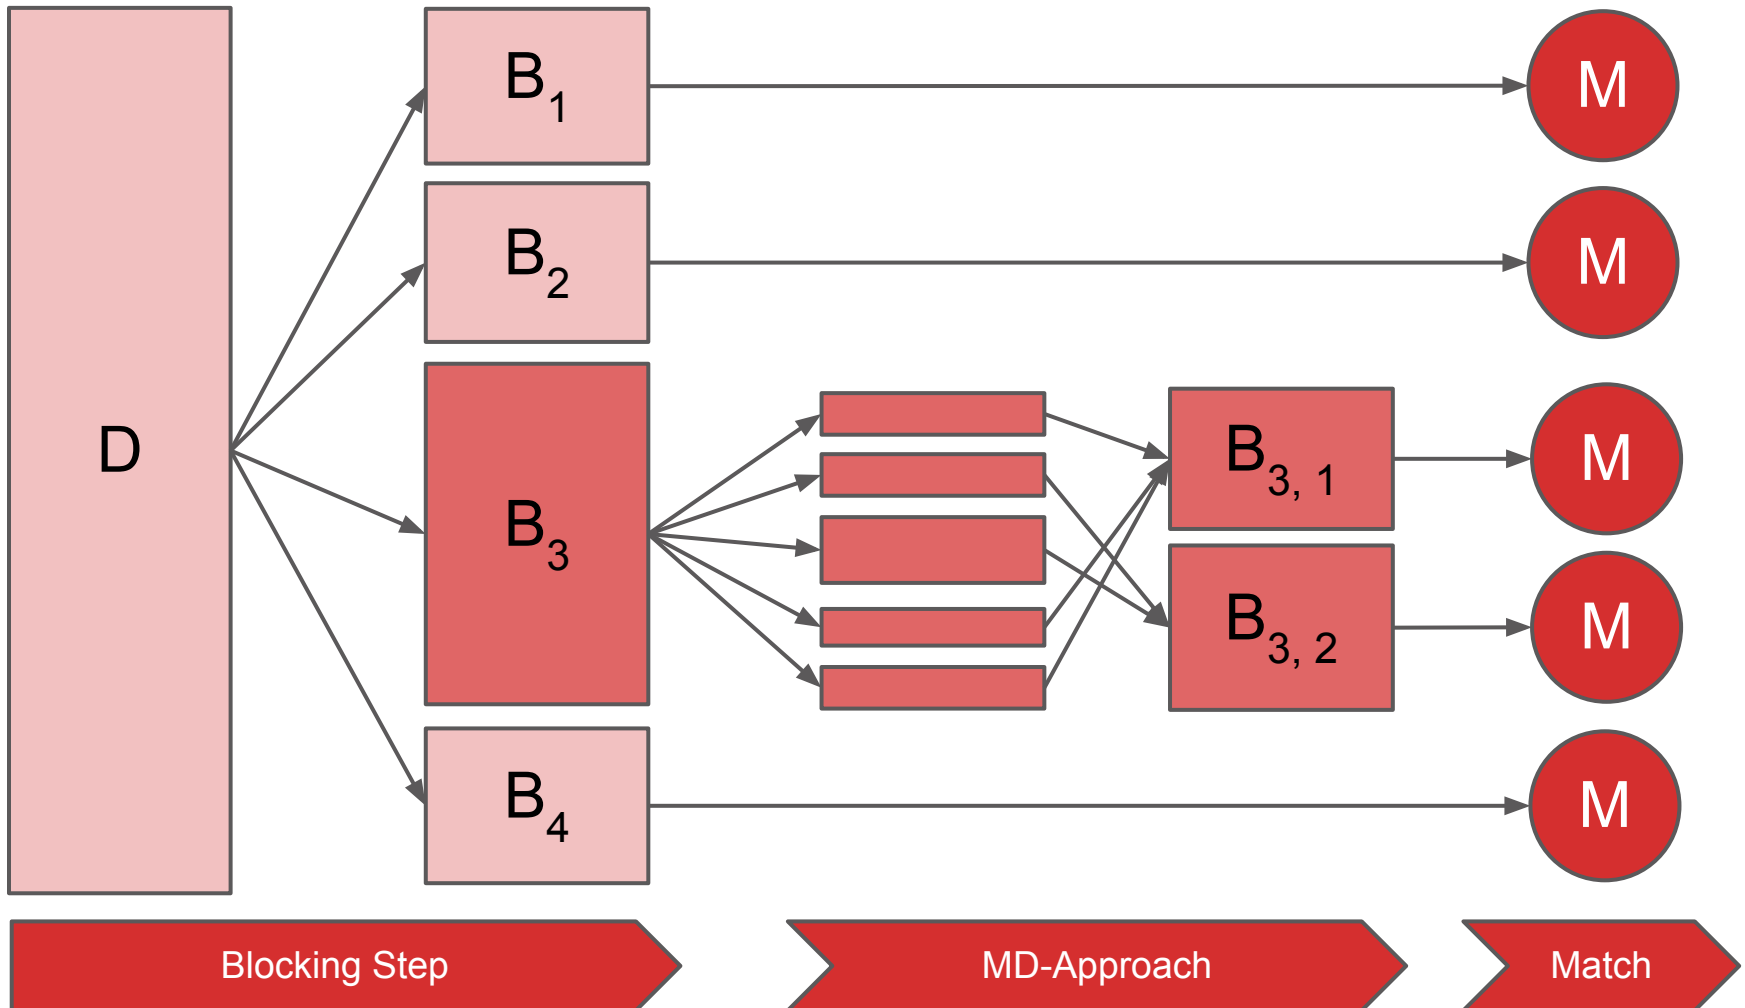 D
B1
M
B2
M
B3
B3, 1
M
B3, 2
M
B4
M
Blocking Step
MD-Approach
Match